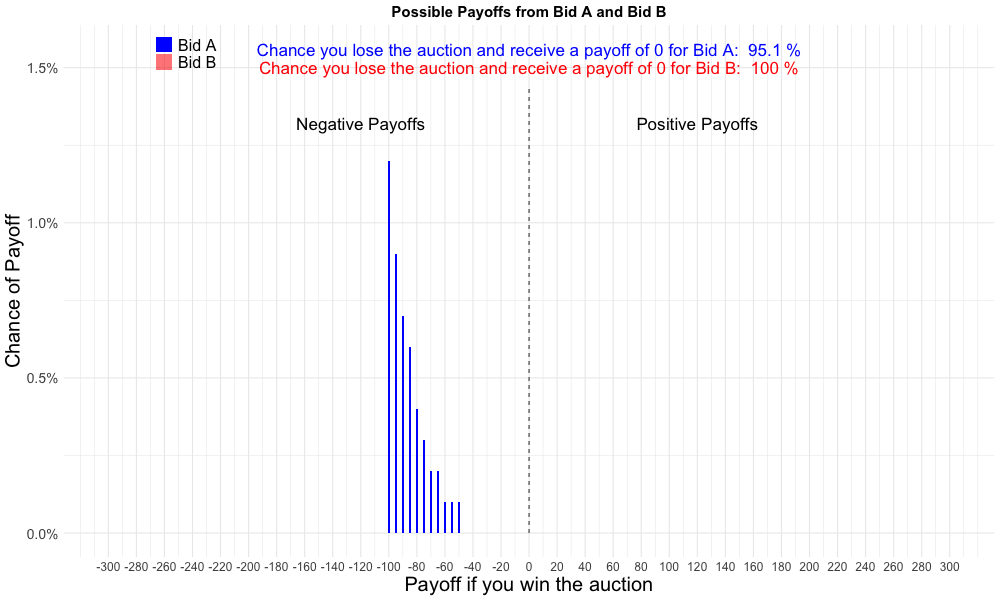 Possible Payoffs from Bid A and Bid B
Bid A
Bid B
Chance you lose the auction and receive a payoff of 0 for Bid A:  95.1 %
Chance you lose the auction and receive a payoff of 0 for Bid B:  100 %
Negative Payoffs
Positive Payoffs
Chance of Payoff
1.5%
1.0%
0.5%
0.0%
-300 -280 -260 -240 -220 -200 -180 -160 -140 -120 -100 -80 -60 -40 -20 0 20 40 60 80 100 120 140 160 180 200 220 240 260 280 300
Payoff if you win the auction